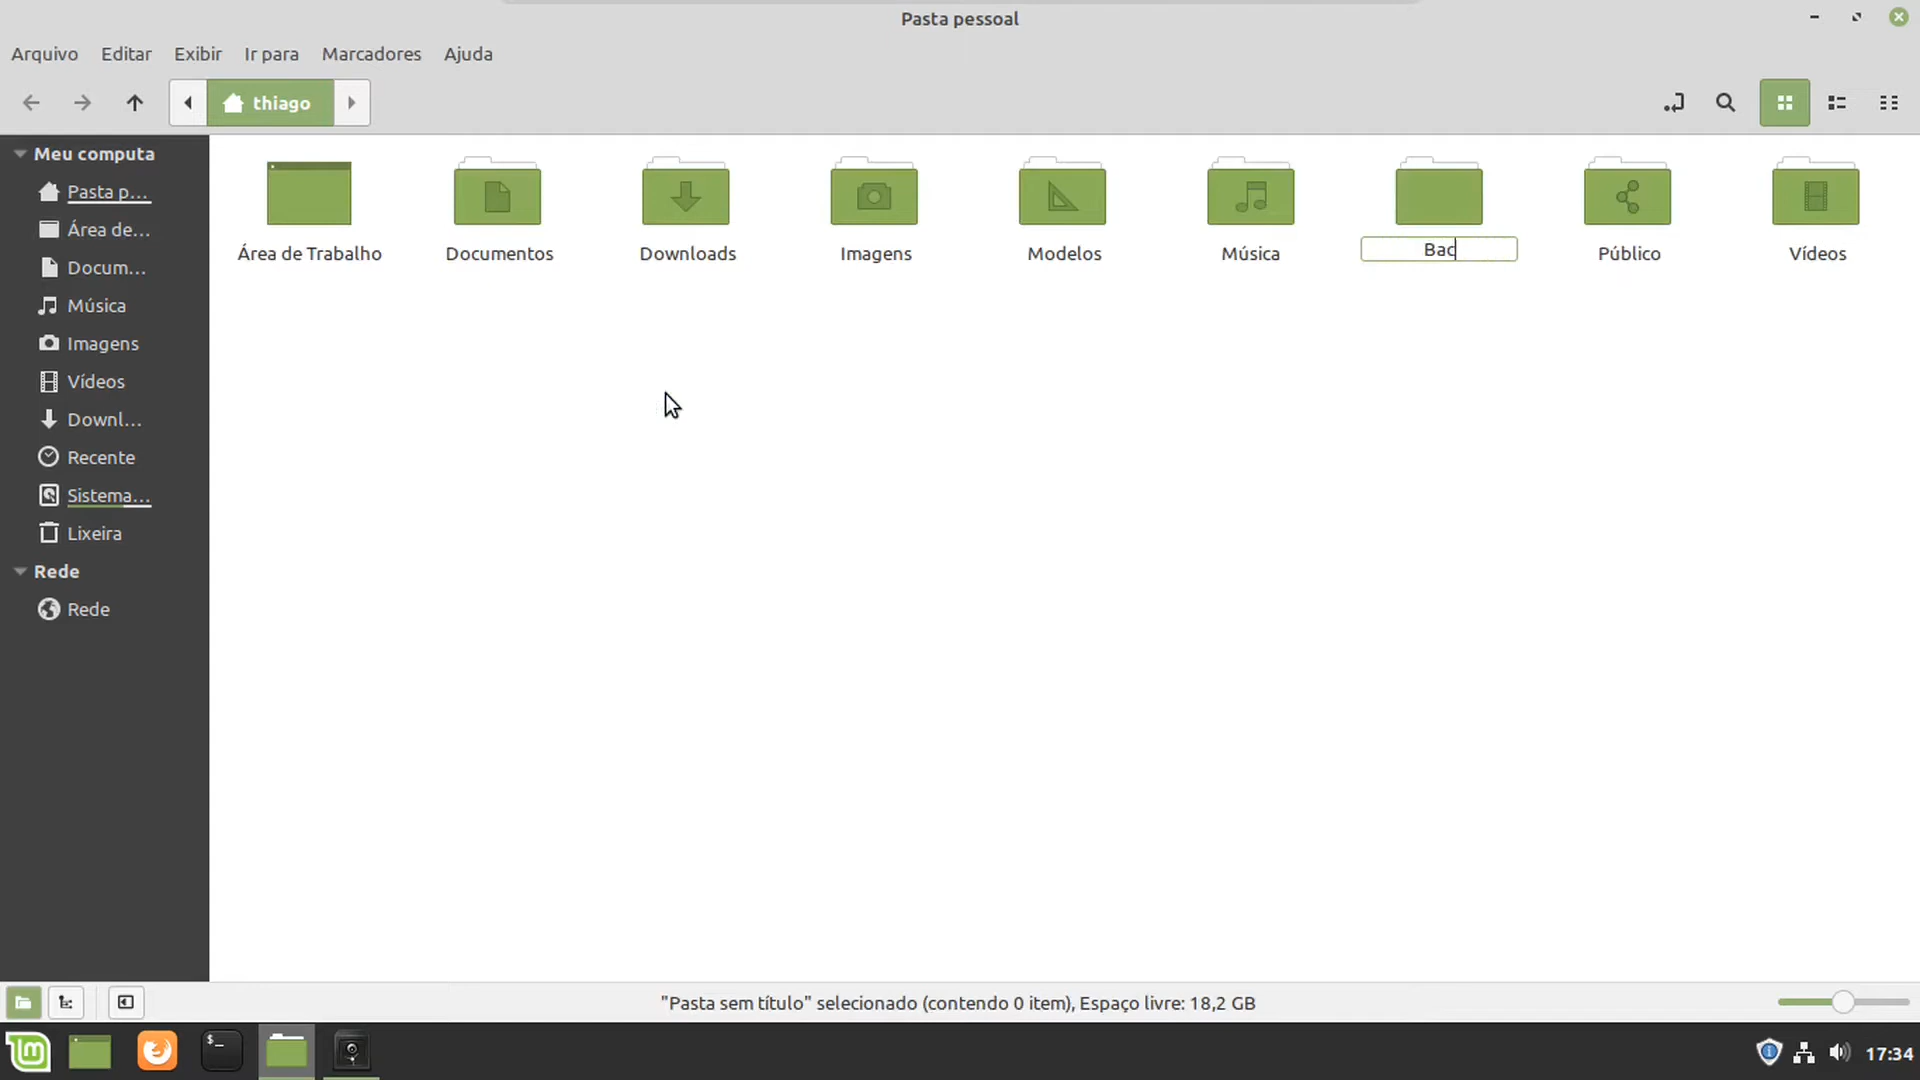 Pasta pessoal
Arquivo Editar Exibir Ir para Marcadores Ajuda
thiago
Meu computa
Pasta p...
Área de...
Docum...
Música
Imagens
Vídeos
Downl...
Recente
Sistema...
Lixeira
Rede
Rede
Área de Trabalho
Documentos
Downloads
Imagens
Modelos
Música
Bac
Público
Vídeos
"Pasta sem título" selecionado (contendo 0 item), Espaço livre: 18,2 GB
$_
17:34